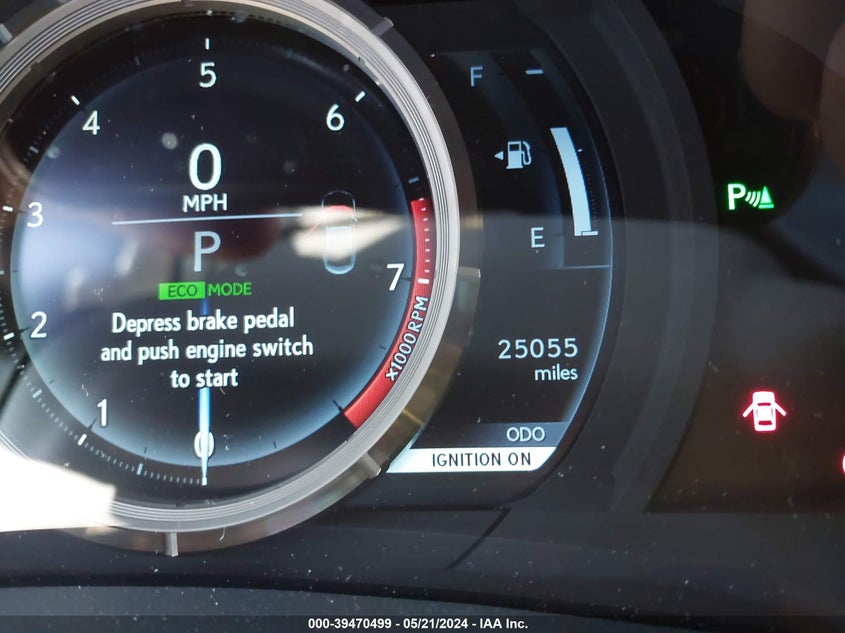 5
4
6
0
MPH
3
P
7
ECO MODE
Depress brake pedal
and push engine switch
to start
2
x1000RPM
1
0
F
E
25055
miles
ODO
IGNITION ON
P
000-39470499 - 05/21/2024 - IAA Inc.